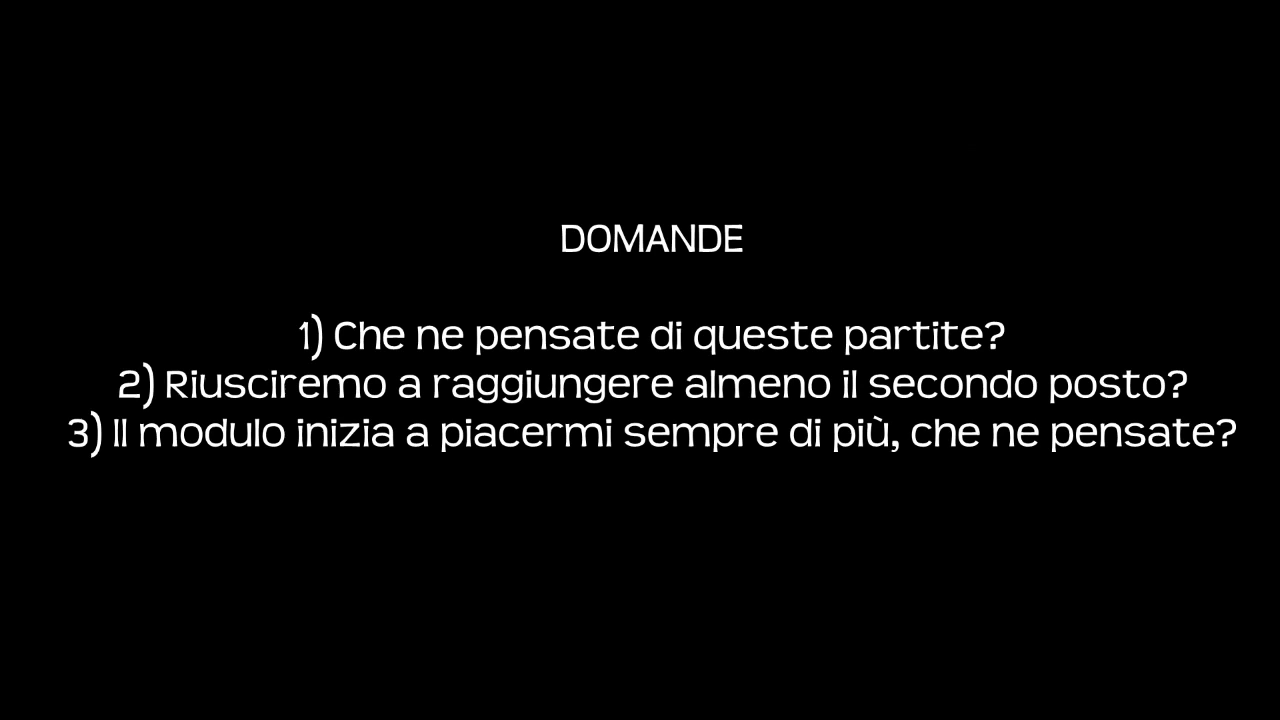 DOMANDE
1) Che ne pensate di queste partite?
2) Riusciremo a raggiungere almeno il secondo posto?
3) Il modulo inizia a piacermi sempre di più, che ne pensate?